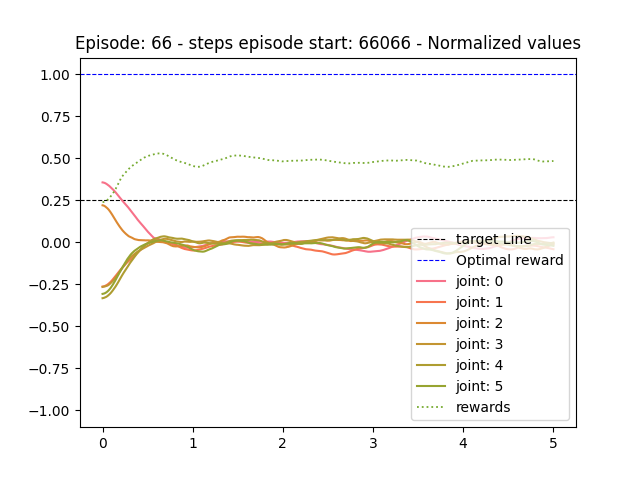 Episode: 66 - steps episode start: 66066 - Normalized values
1.00
0.75
0.50
0.25
0.00
−0.25
−0.50
−0.75
−1.00
target Line
Optimal reward
joint: 0
joint: 1
joint: 2
joint: 3
joint: 4
joint: 5
rewards
0 1 2 3 4 5